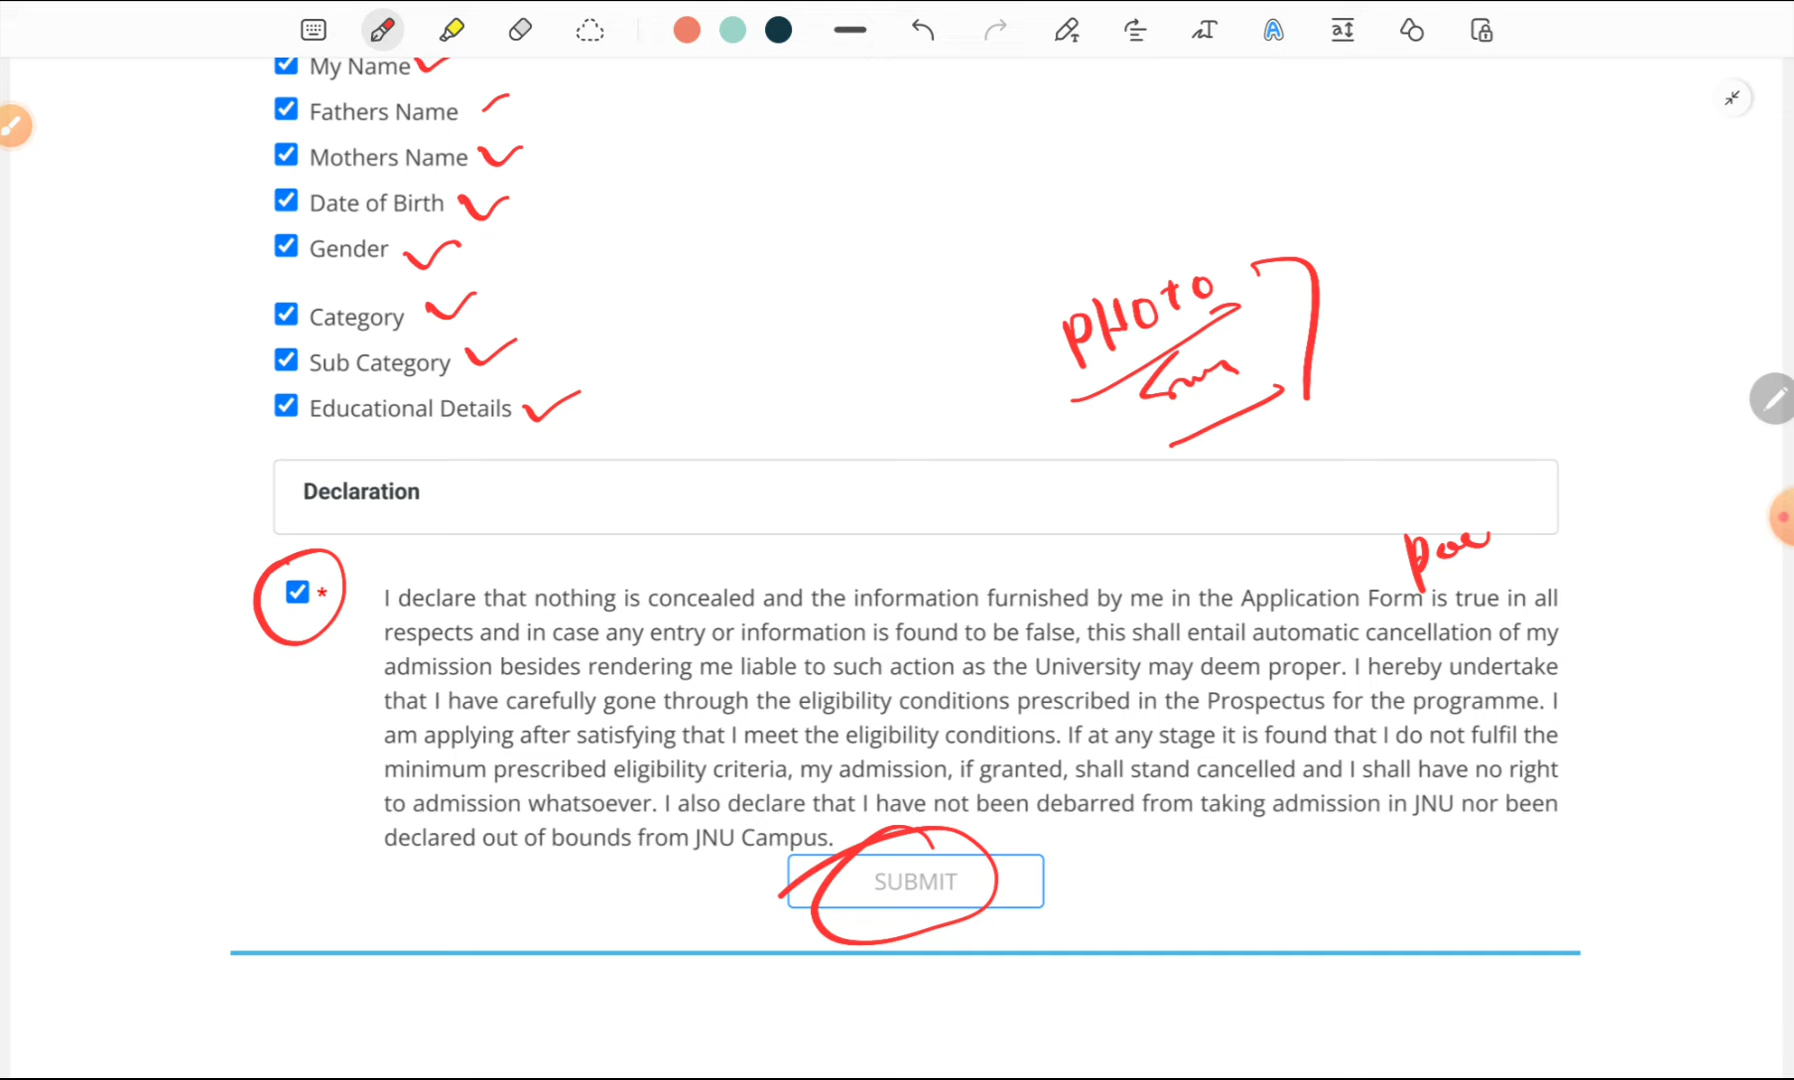 My Name
Fathers Name
Mothers Name
Date of Birth
Gender
Category
Sub Category
Educational Details
PHOTO
Declaration
* I declare that nothing is concealed and the information furnished by me in the Application Form is true in all
respects and in case any entry or information is found to be false, this shall entail automatic cancellation of my
admission besides rendering me liable to such action as the University may deem proper. I hereby undertake
that I have carefully gone through the eligibility conditions prescribed in the Prospectus for the programme. I
am applying after satisfying that I meet the eligibility conditions. If at any stage it is found that I do not fulfil the
minimum prescribed eligibility criteria, my admission, if granted, shall stand cancelled and I shall have no right
to admission whatsoever. I also declare that I have not been debarred from taking admission in JNU nor been
declared out of bounds from JNU Campus.
SUBMIT